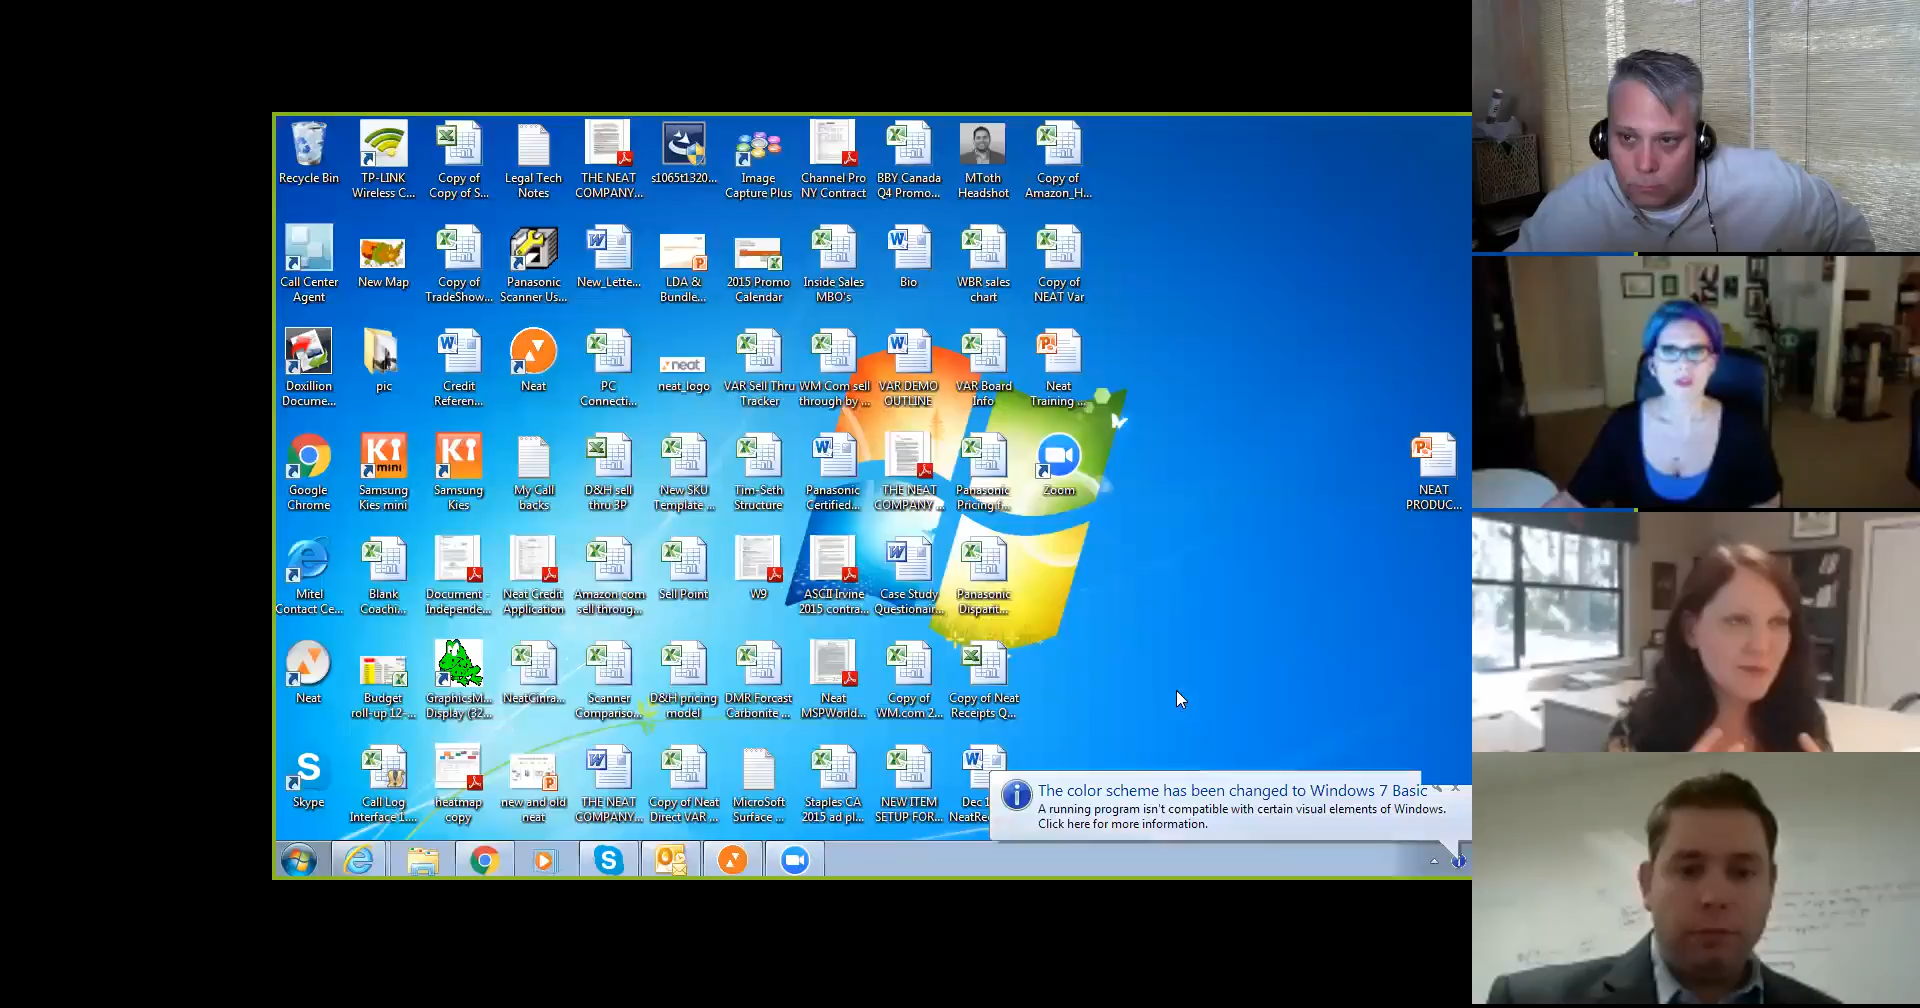 Recycle Bin
TP-LINK
Wireless C...
Copy of
Copy of S...
Legal Tech
Notes
THE NEAT
COMPANY...
s1065t1320...
Image
Capture Plus
Channel Pro
NY Contract
BBY Canada
Q4 Promo...
MToth
Headshot
Copy of
Amazon_H...
Call Center
Agent
New Map
Copy of
TradeShow...
Panasonic
Scanner Us...
New_Lette...
LDA &
Bundle...
2015 Promo
Calendar
Inside Sales
MBO's
Bio
WBR sales
chart
Copy of
NEAT Var
Doxillion
Docume...
pic
Credit
Referen...
Neat
PC
Connecti...
neat
neat_logo
VAR Sell Thru
Tracker
WM Com sell
through by ...
VAR DEMO
OUTLINE
VAR Board
Info
Neat
Training ...
Google
Chrome
KI
mini
Samsung
Kies mini
KI
Samsung
Kies
My Call
backs
D&H sell
thru 3P
New SKU
Template ...
Tim-Seth
Structure
Panasonic
Certified...
THE NEAT
COMPANY ...
Panasonic
Pricing f...
Zoom
NEAT
PRODUC...
Mitel
Contact Ce...
Blank
Coachi...
Document -
Independe...
Neat Credit
Application
Amazon.com
sell throug...
Sell Point
W9
ASCII Irvine
2015 contra...
Case Study
Questionair...
Panasonic
Disparit...
Neat
Budget
roll-up 12-...
GraphicsM...
Display (32...
NeatCinra...
Scanner
Compariso...
D&H pricing
model
DMR Forcast
Carbonite ...
Neat
MSPWorld...
Copy of
WM.com 2...
Copy of Neat
Receipts Q...
Skype
Call Log
Interface 1....
heatmap
copy
new and old
neat
THE NEAT
COMPANY...
Copy of Neat
Direct VAR ...
MicroSoft
Surface ...
Staples CA
2015 ad pl...
NEW ITEM
SETUP FOR...
Dec 1
NeatRec
The color scheme has been changed to Windows 7 Basic
A running program isn't compatible with certain visual elements of Windows.
Click here for more information.